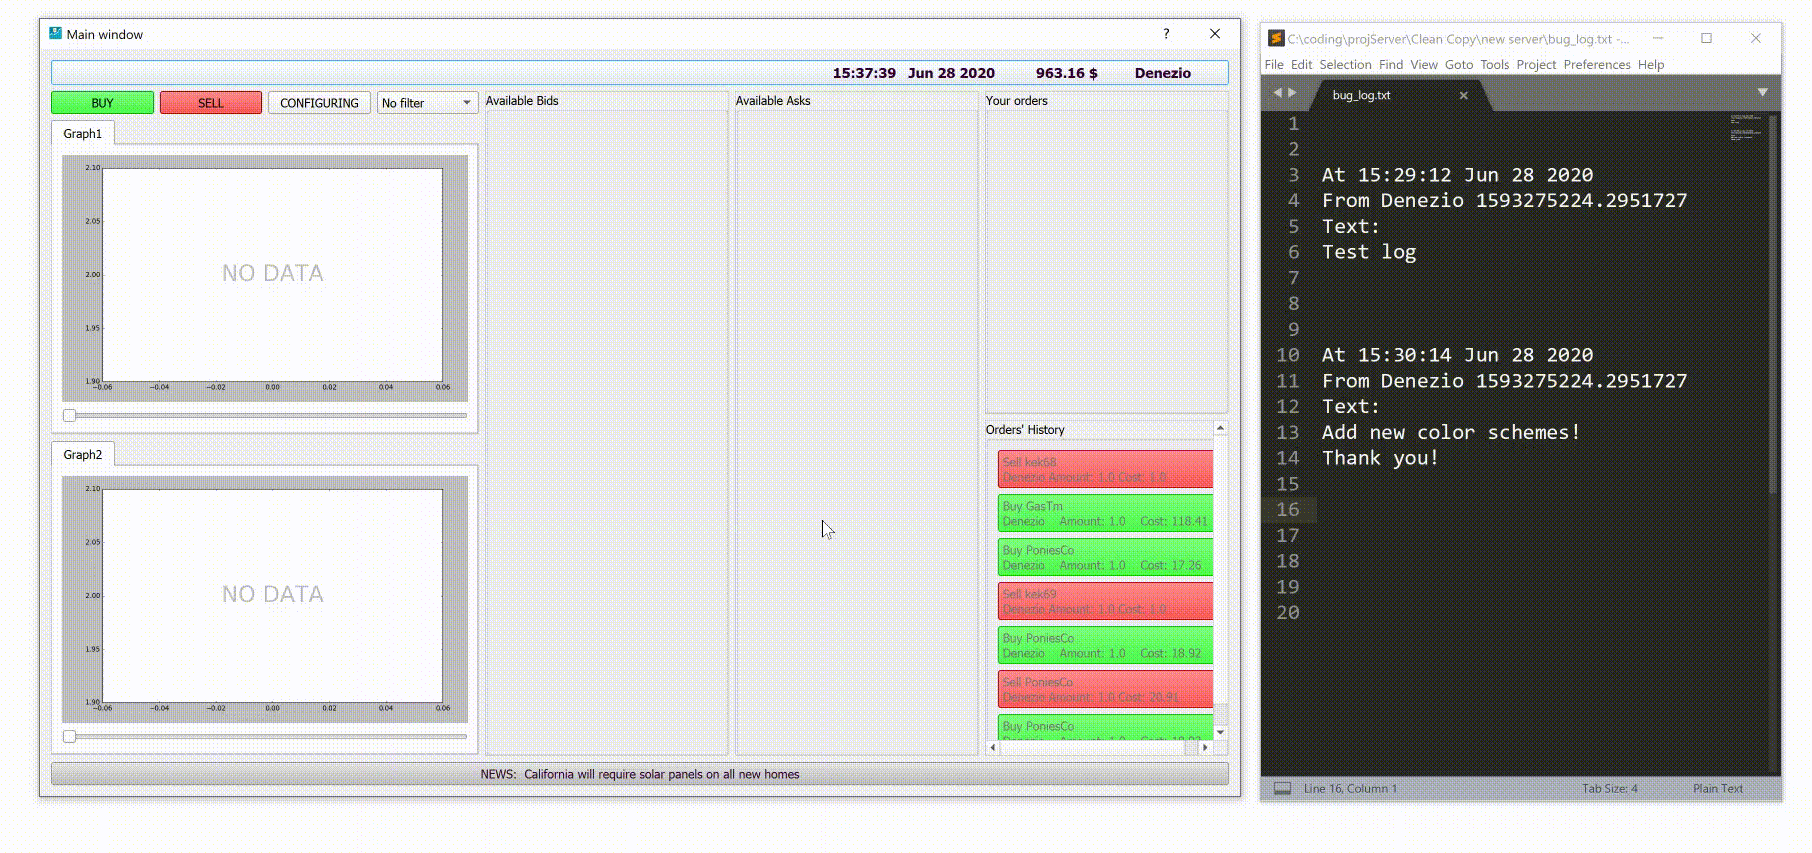 Main window
?
15:37:39 Jun 28 2020 963.16 $ Denezio
BUY SELL CONFIGURING No filter
Graph1
2.10
2.05
2.00
1.95
1.90
NO DATA
−0.06 −0.04 −0.02 0.00 0.02 0.04 0.06
Graph2
2.10
2.05
2.00
1.95
1.90
NO DATA
−0.06 −0.04 −0.02 0.00 0.02 0.04 0.06
Available Bids
Available Asks
Your orders
Orders' History
Sell kek68
Denezio Amount: 1.0 Cost: 1.0
Buy GasTm
Denezio Amount: 1.0 Cost: 118.41
Buy PoniesCo
Denezio Amount: 1.0 Cost: 17.26
Sell kek69
Denezio Amount: 1.0 Cost: 1.0
Buy PoniesCo
Denezio Amount: 1.0 Cost: 18.92
Sell PoniesCo
Denezio Amount: 1.0 Cost: 20.91
Buy PoniesCo
NEWS: California will require solar panels on all new homes
C:\coding\projServer\Clean Copy\new server\bug_log.txt -...
File Edit Selection Find View Goto Tools Project Preferences Help
bug_log.txt
1
2
3 At 15:29:12 Jun 28 2020
4 From Denezio 1593275224.2951727
5 Text:
6 Test log
7
8
9
10 At 15:30:14 Jun 28 2020
11 From Denezio 1593275224.2951727
12 Text:
13 Add new color schemes!
14 Thank you!
15
16
17
18
19
20
Line 16, Column 1 Tab Size: 4 Plain Text